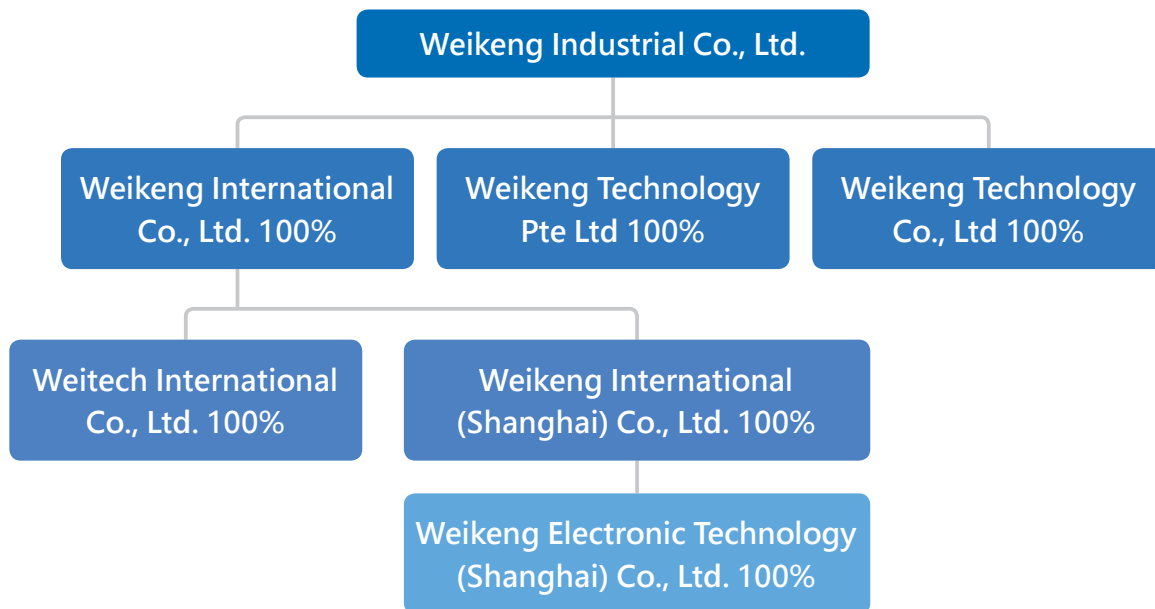 Weikeng Industrial Co., Ltd.
Weikeng International
Co., Ltd. 100%
Weikeng Technology
Pte Ltd 100%
Weikeng Technology
Co., Ltd 100%
Weitech International
Co., Ltd. 100%
Weikeng International
(Shanghai) Co., Ltd. 100%
Weikeng Electronic Technology
(Shanghai) Co., Ltd. 100%